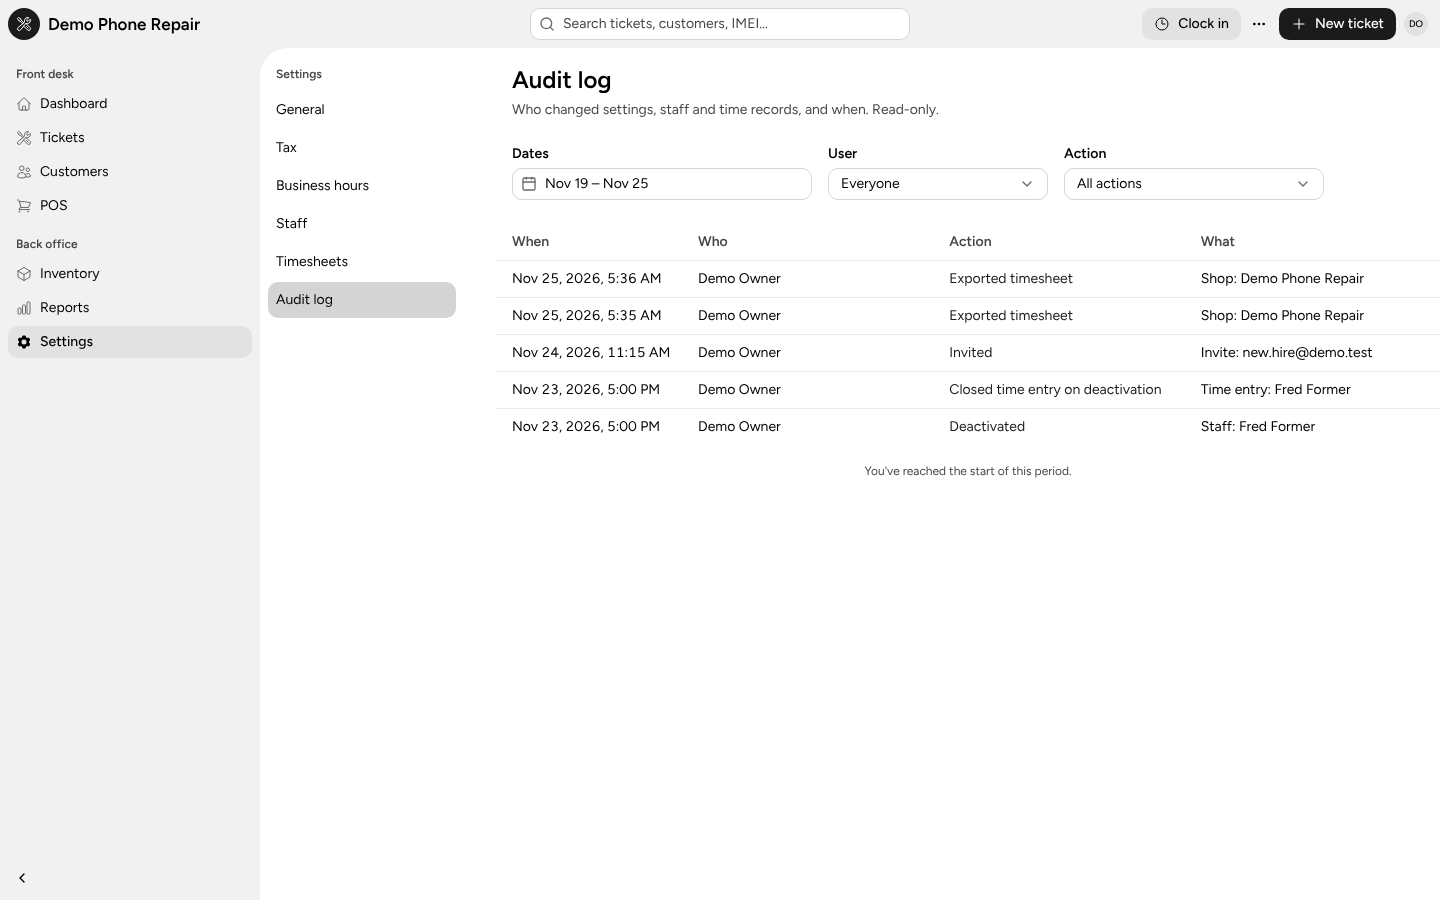 Demo Phone Repair
Search tickets, customers, IMEI...
Clock in
New ticket
DO
Front desk
Dashboard
Tickets
Customers
POS
Back office
Inventory
Reports
Settings
Settings
General
Tax
Business hours
Staff
Timesheets
Audit log
Audit log
Who changed settings, staff and time records, and when. Read-only.
Dates User Action
Nov 19 – Nov 25 Everyone All actions
When Who Action What
Nov 25, 2026, 5:36 AM Demo Owner Exported timesheet Shop: Demo Phone Repair
Nov 25, 2026, 5:35 AM Demo Owner Exported timesheet Shop: Demo Phone Repair
Nov 24, 2026, 11:15 AM Demo Owner Invited Invite: new.hire@demo.test
Nov 23, 2026, 5:00 PM Demo Owner Closed time entry on deactivation Time entry: Fred Former
Nov 23, 2026, 5:00 PM Demo Owner Deactivated Staff: Fred Former
You've reached the start of this period.